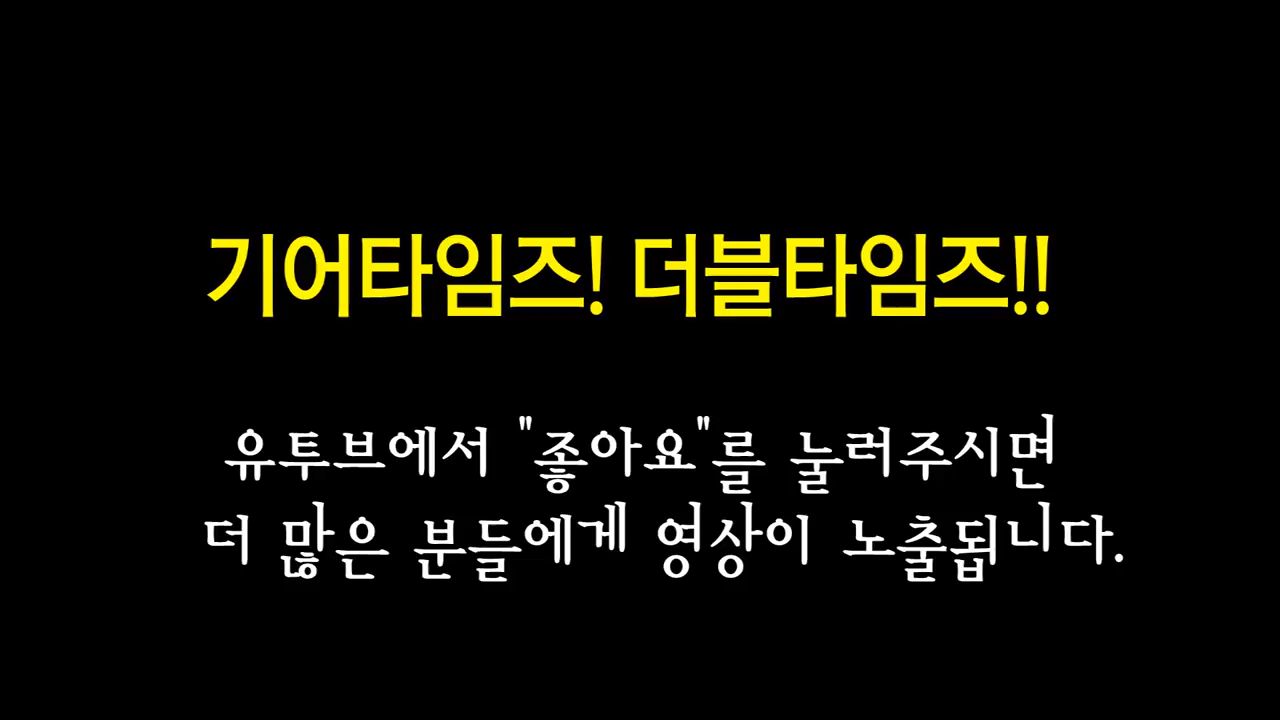 기어타임즈! 더블타임즈!!
유투브에서 "좋아요"를 눌러주시면
더 많은 분들에게 영상이 노출됩니다.